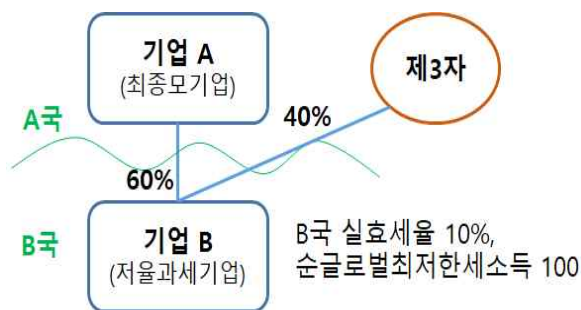 기업 A
(최종모기업)
제3자
A국
40%
60%
B국
기업 B
(저율과세기업)
B국 실효세율 10%,
순글로벌최저한세소득 100